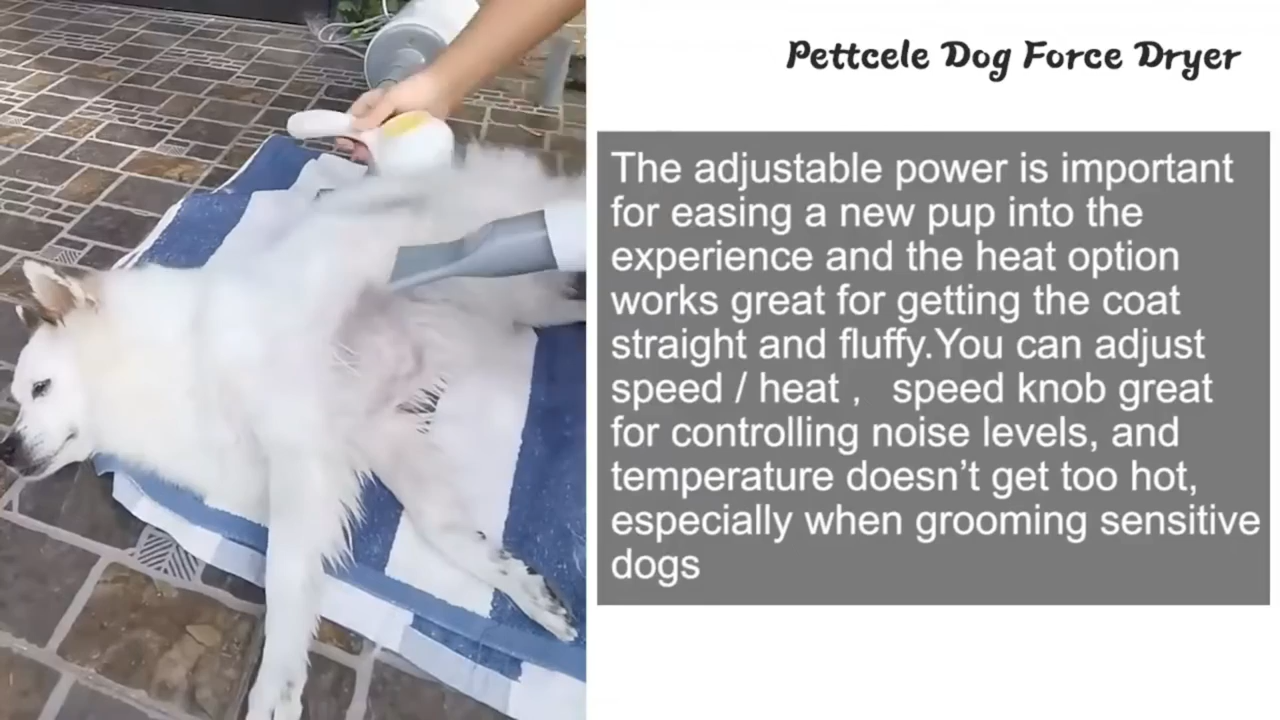 Pettcele Dog Force Dryer
The adjustable power is important
for easing a new pup into the
experience and the heat option
works great for getting the coat
straight and fluffy.You can adjust
speed / heat ， speed knob great
for controlling noise levels, and
temperature doesn’t get too hot,
especially when grooming sensitive
dogs